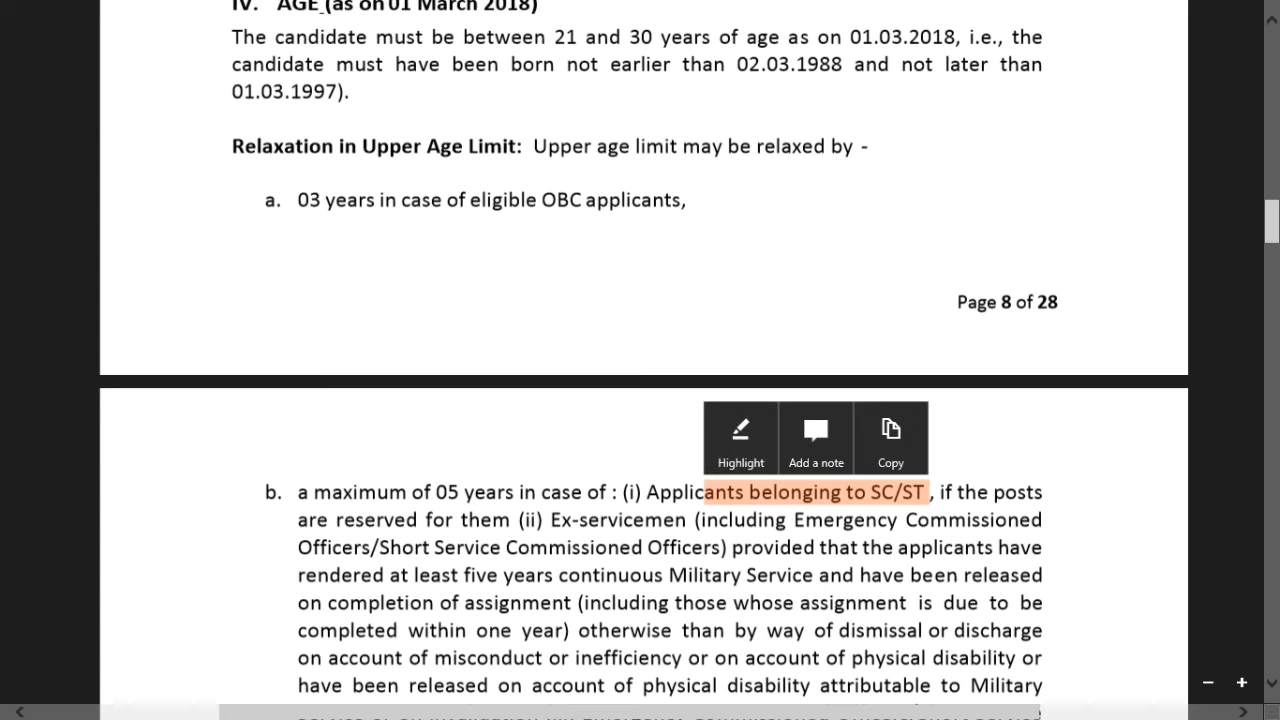 IV. AGE (as on 01 March 2018)
The candidate must be between 21 and 30 years of age as on 01.03.2018, i.e., the
candidate must have been born not earlier than 02.03.1988 and not later than
01.03.1997).
Relaxation in Upper Age Limit: Upper age limit may be relaxed by -
a. 03 years in case of eligible OBC applicants,
Page 8 of 28
Highlight Add a note Copy
b. a maximum of 05 years in case of : (i) Applicants belonging to SC/ST , if the posts
are reserved for them (ii) Ex-servicemen (including Emergency Commissioned
Officers/Short Service Commissioned Officers) provided that the applicants have
rendered at least five years continuous Military Service and have been released
on completion of assignment (including those whose assignment is due to be
completed within one year) otherwise than by way of dismissal or discharge
on account of misconduct or inefficiency or on account of physical disability or
have been released on account of physical disability attributable to Military